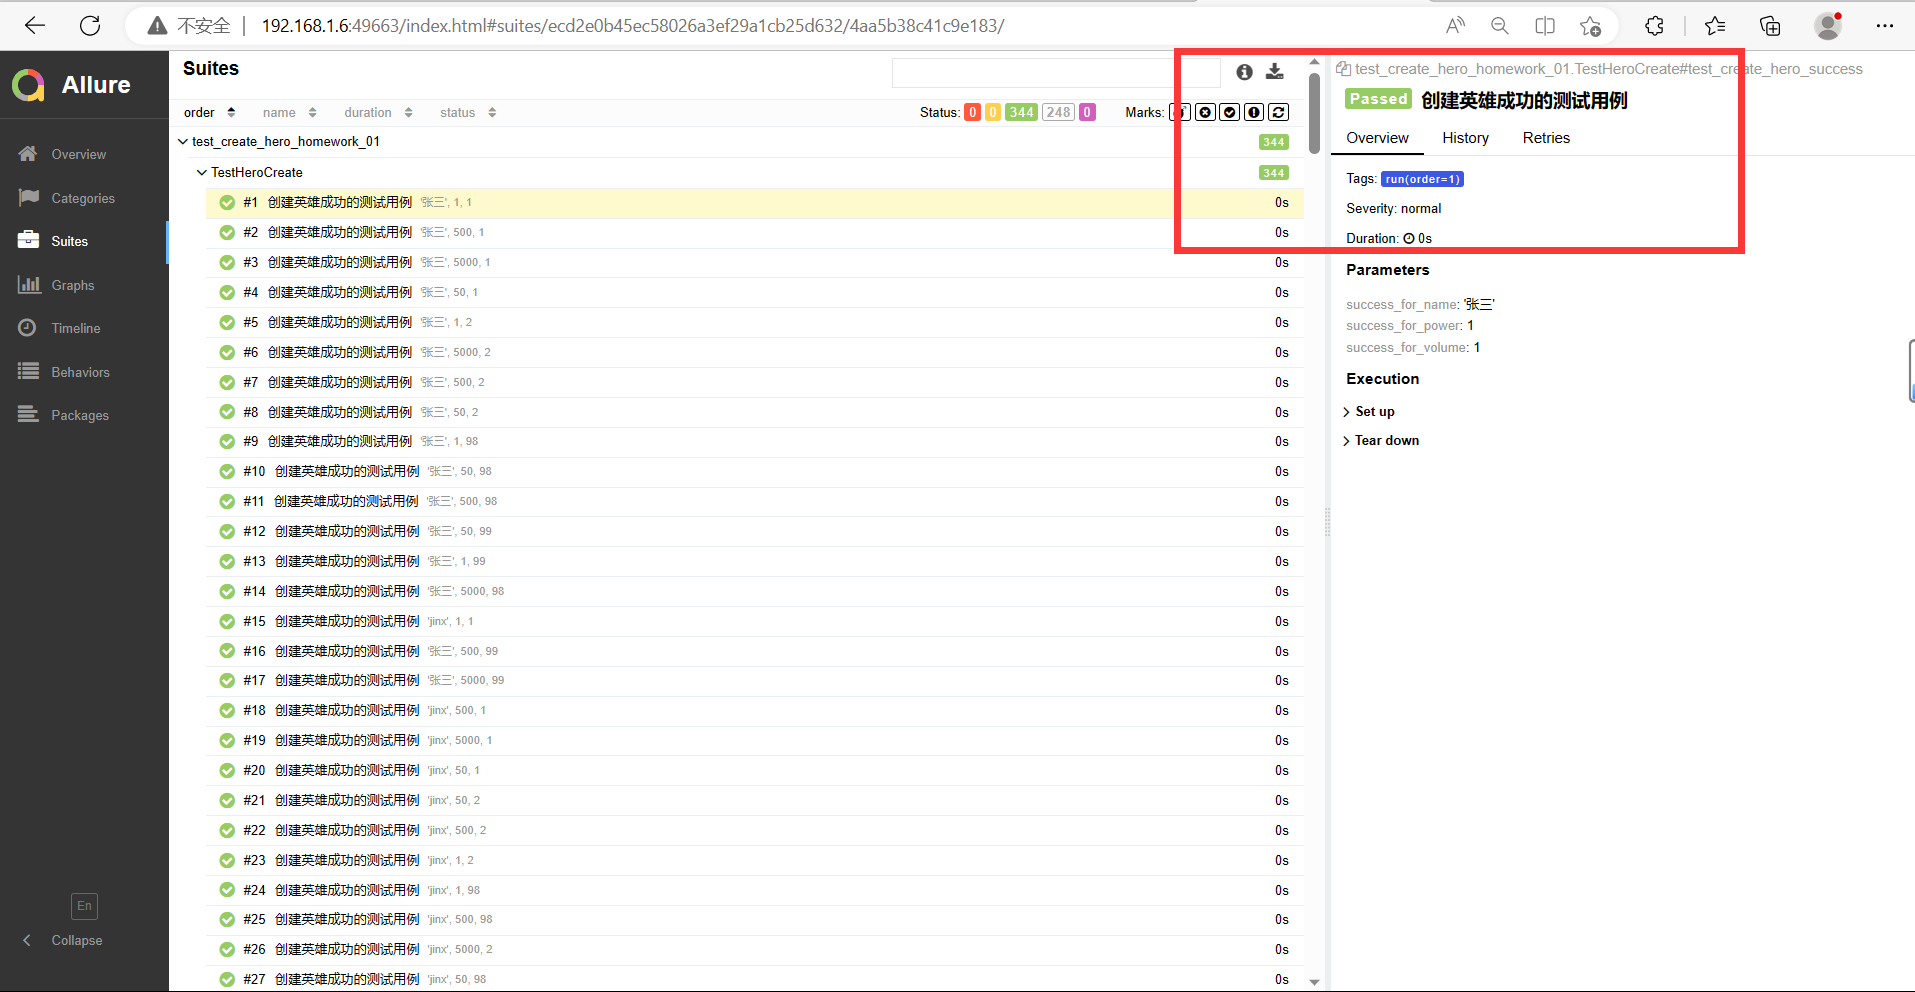 不安全 192.168.1.6:49663/index.html#suites/ecd2e0b45ec58026a3ef29a1cb25d632/4aa5b38c41c9e183/
Allure
Overview
Categories
Suites
Graphs
Timeline
Behaviors
Packages
En
Collapse
Suites
order name duration status Status: 0 0 344 248 0 Marks:
test_create_hero_homework_01 344
TestHeroCreate 344
#1 创建英雄成功的测试用例 '张三', 1, 1 0s
#2 创建英雄成功的测试用例 '张三', 500, 1 0s
#3 创建英雄成功的测试用例 '张三', 5000, 1 0s
#4 创建英雄成功的测试用例 '张三', 50, 1 0s
#5 创建英雄成功的测试用例 '张三', 1, 2 0s
#6 创建英雄成功的测试用例 '张三', 5000, 2 0s
#7 创建英雄成功的测试用例 '张三', 500, 2 0s
#8 创建英雄成功的测试用例 '张三', 50, 2 0s
#9 创建英雄成功的测试用例 '张三', 1, 98 0s
#10 创建英雄成功的测试用例 '张三', 50, 98 0s
#11 创建英雄成功的测试用例 '张三', 500, 98 0s
#12 创建英雄成功的测试用例 '张三', 50, 99 0s
#13 创建英雄成功的测试用例 '张三', 1, 99 0s
#14 创建英雄成功的测试用例 '张三', 5000, 98 0s
#15 创建英雄成功的测试用例 'jinx', 1, 1 0s
#16 创建英雄成功的测试用例 '张三', 500, 99 0s
#17 创建英雄成功的测试用例 '张三', 5000, 99 0s
#18 创建英雄成功的测试用例 'jinx', 500, 1 0s
#19 创建英雄成功的测试用例 'jinx', 5000, 1 0s
#20 创建英雄成功的测试用例 'jinx', 50, 1 0s
#21 创建英雄成功的测试用例 'jinx', 50, 2 0s
#22 创建英雄成功的测试用例 'jinx', 500, 2 0s
#23 创建英雄成功的测试用例 'jinx', 1, 2 0s
#24 创建英雄成功的测试用例 'jinx', 1, 98 0s
#25 创建英雄成功的测试用例 'jinx', 500, 98 0s
#26 创建英雄成功的测试用例 'jinx', 5000, 2 0s
#27 创建英雄成功的测试用例 'jinx', 50, 98 0s
test_create_hero_homework_01.TestHeroCreate#test_create_hero_success
Passed 创建英雄成功的测试用例
Overview History Retries
Tags: run(order=1)
Severity: normal
Duration: 0s
Parameters
success_for_name: '张三'
success_for_power: 1
success_for_volume: 1
Execution
Set up
Tear down